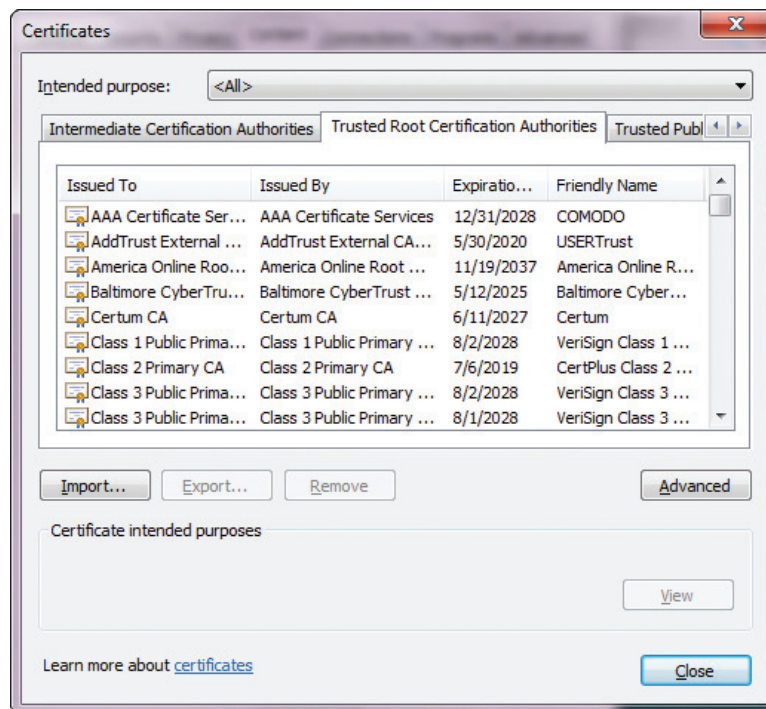 Certificates
Intended purpose: <All>
Intermediate Certification Authorities Trusted Root Certification Authorities Trusted Publ
Issued To Issued By Expiratio... Friendly Name
AAA Certificate Ser... AAA Certificate Services 12/31/2028 COMODO
AddTrust External ... AddTrust External CA... 5/30/2020 USERTrust
America Online Roo... America Online Root ... 11/19/2037 America Online R...
Baltimore CyberTru... Baltimore CyberTrust ... 5/12/2025 Baltimore Cyber...
Certum CA Certum CA 6/11/2027 Certum
Class 1 Public Prima... Class 1 Public Primary ... 8/2/2028 VeriSign Class 1 ...
Class 2 Primary CA Class 2 Primary CA 7/6/2019 CertPlus Class 2 ...
Class 3 Public Prima... Class 3 Public Primary ... 8/2/2028 VeriSign Class 3 ...
Class 3 Public Prima... Class 3 Public Primary ... 8/1/2028 VeriSign Class 3 ...
Import... Export... Remove Advanced
Certificate intended purposes
View
Learn more about certificates
Close